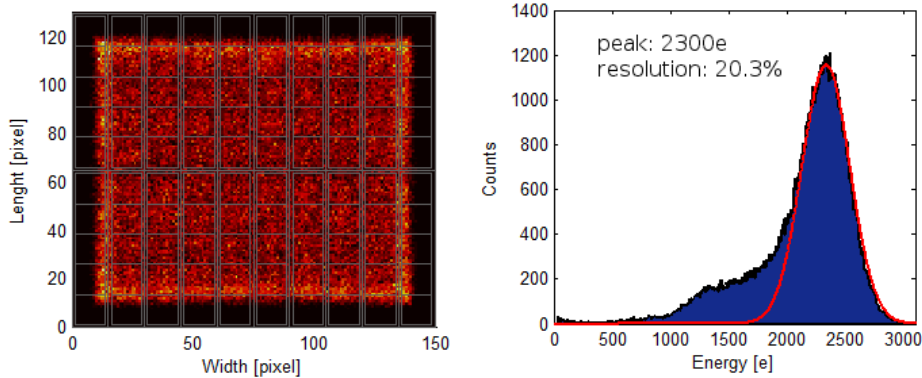 120
100
80
60
40
20
0
Lenght [pixel]
0 50 100 150
Width [pixel]
peak: 2300e
resolution: 20.3%
1400
1200
1000
800
600
400
200
0
Counts
0 500 1000 1500 2000 2500 3000
Energy [e]